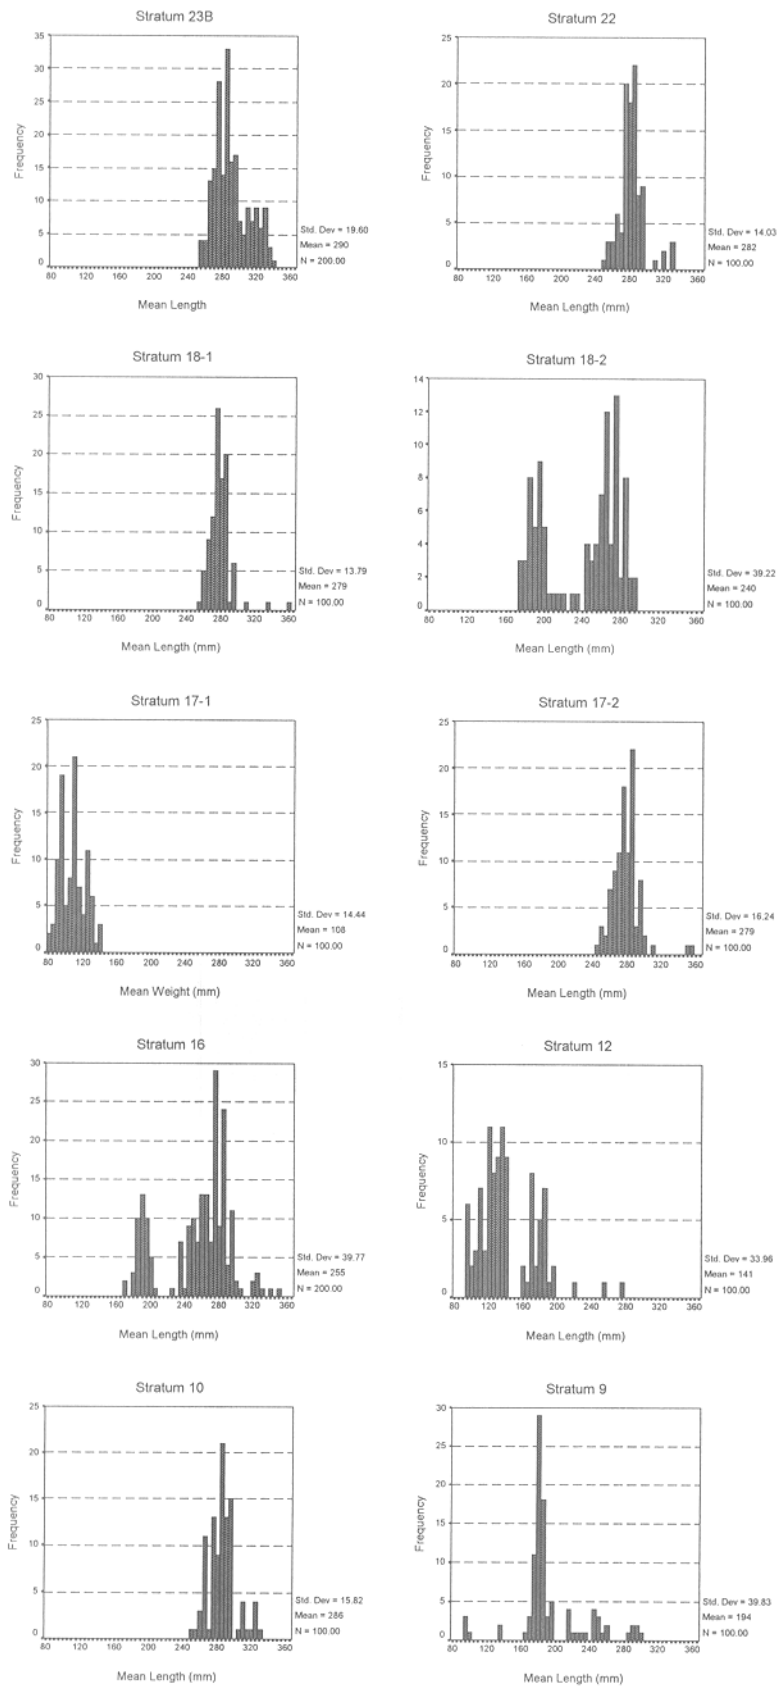 Stratum 23B
35
30
25
20
15
10
5
0
Frequency
80 120 160 200 240 280 320 360
Mean Length
Std. Dev = 19.60
Mean = 290
N = 200.00
Stratum 22
25
20
15
10
5
0
Frequency
80 120 160 200 240 280 320 360
Mean Length (mm)
Std. Dev = 14.03
Mean = 282
N = 100.00
Stratum 18-1
30
25
20
15
10
5
0
Frequency
80 120 160 200 240 280 320 360
Mean Length (mm)
Std. Dev = 13.79
Mean = 279
N = 100.00
Stratum 18-2
14
12
10
8
6
4
2
0
Frequency
80 120 160 200 240 280 320 360
Mean Length (mm)
Std. Dev = 39.22
Mean = 240
N = 100.00
Stratum 17-1
25
20
15
10
5
0
Frequency
80 120 160 200 240 280 320 360
Mean Weight (mm)
Std. Dev = 14.44
Mean = 108
N = 100.00
Stratum 17-2
25
20
15
10
5
0
Frequency
80 120 160 200 240 280 320 360
Mean Length (mm)
Std. Dev = 16.24
Mean = 279
N = 100.00
Stratum 16
30
25
20
15
10
5
0
Frequency
80 120 160 200 240 280 320 360
Mean Length (mm)
Std. Dev = 39.77
Mean = 255
N = 200.00
Stratum 12
15
10
5
0
Frequency
80 120 160 200 240 280 320 360
Mean Length (mm)
Std. Dev = 33.96
Mean = 141
N = 100.00
Stratum 10
25
20
15
10
5
0
Frequency
80 120 160 200 240 280 320 360
Mean Length (mm)
Std. Dev = 15.82
Mean = 286
N = 100.00
Stratum 9
30
25
20
15
10
5
0
Frequency
80 120 160 200 240 280 320 360
Mean Length (mm)
Std. Dev = 39.83
Mean = 194
N = 100.00